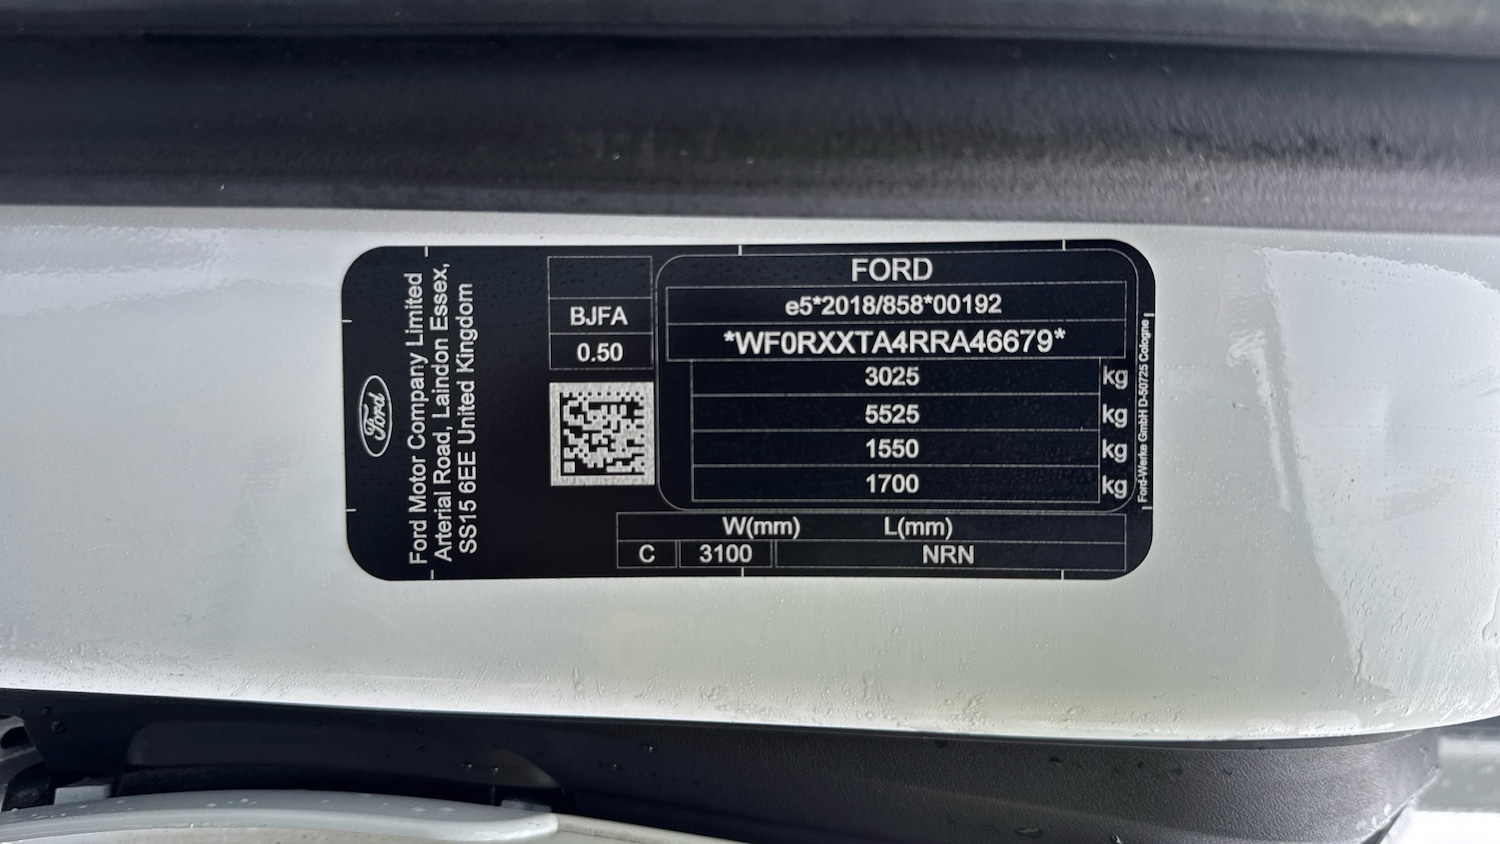 Ford
Ford Motor Company Limited
Arterial Road, Laindon Essex,
SS15 6EE United Kingdom
BJFA
0.50
FORD
e5*2018/858*00192
*WF0RXXTA4RRA46679*
3025 kg
5525 kg
1550 kg
1700 kg
Ford-Werke GmbH D-50725 Cologne
W(mm) L(mm)
C 3100 NRN